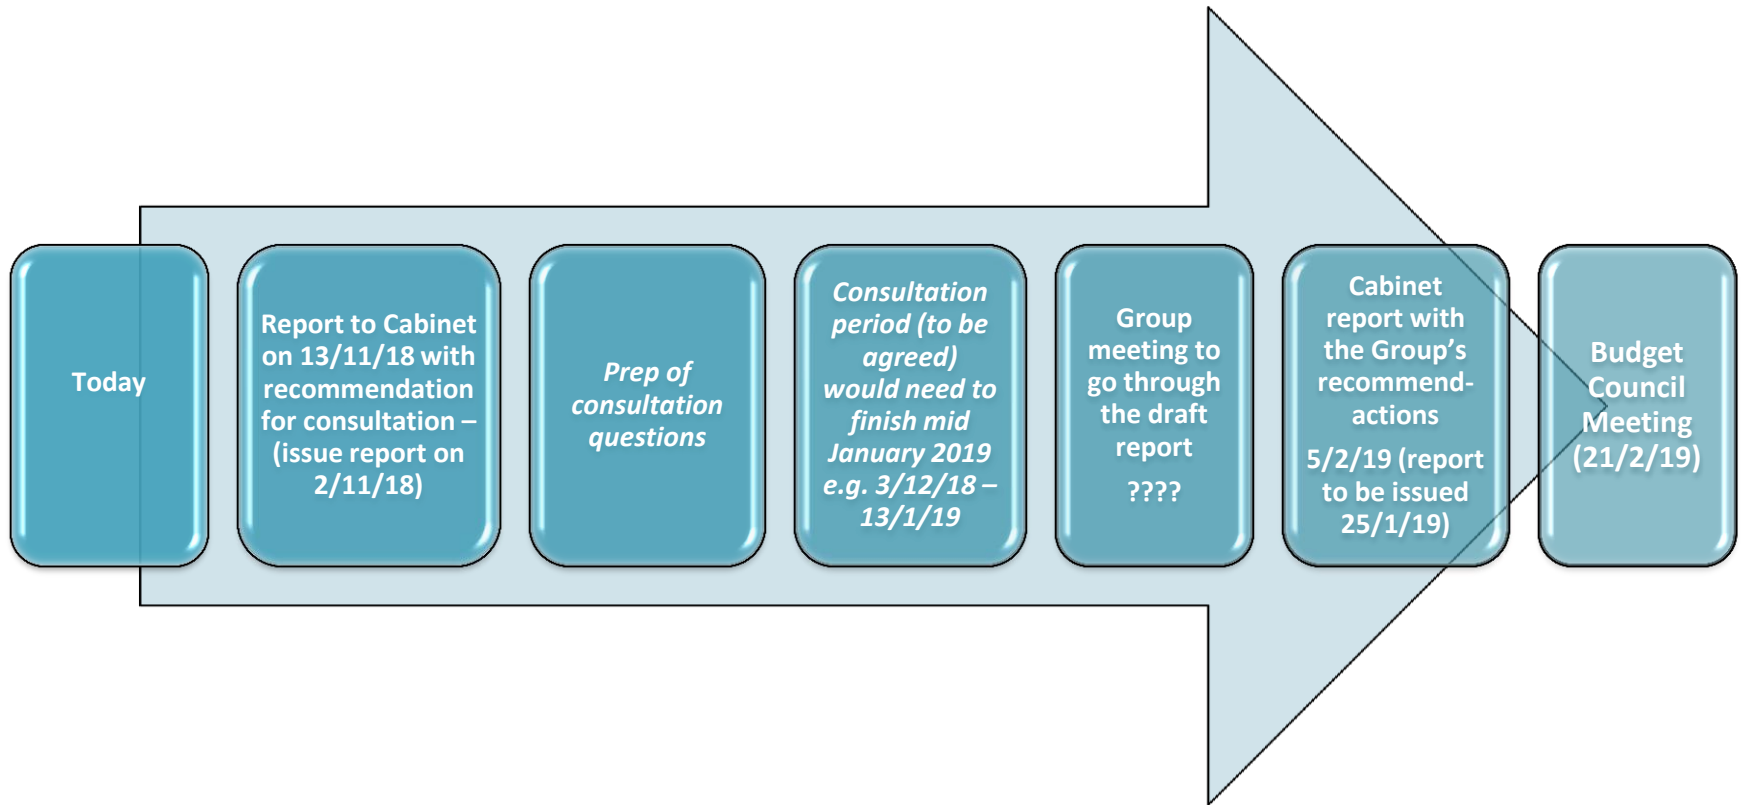 Today
Report to Cabinet
on 13/11/18 with
recommendation
for consultation –
(issue report on
2/11/18)
Prep of
consultation
questions
Consultation
period (to be
agreed)
would need to
finish mid
January 2019
e.g. 3/12/18 –
13/1/19
Group
meeting to
go through
the draft
report
????
Cabinet
report with
the Group’s
recommend-
actions
5/2/19 (report
to be issued
25/1/19)
Budget
Council
Meeting
(21/2/19)